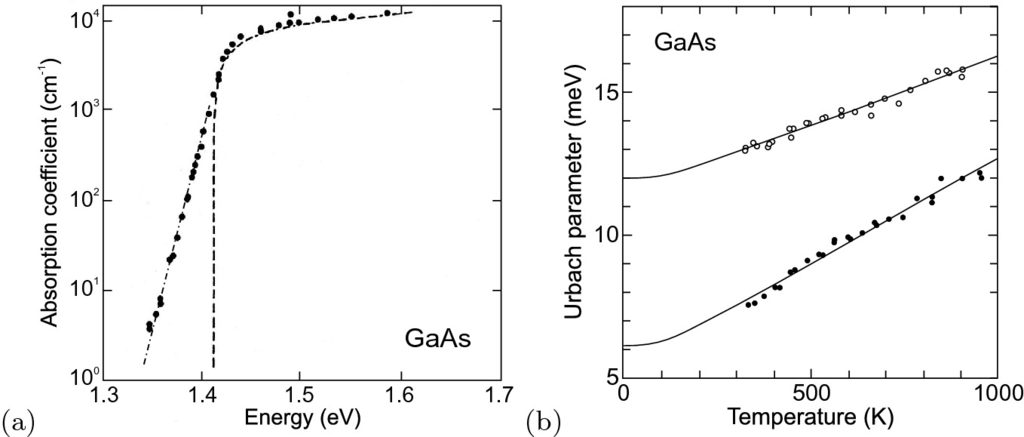 10⁴
10³
10²
10¹
10⁰
Absorption coefficient (cm⁻¹)
GaAs
1.3 1.4 1.5 1.6 1.7
Energy (eV)
(a)
GaAs
15
10
5
Urbach parameter (meV)
0 500 1000
Temperature (K)
(b)